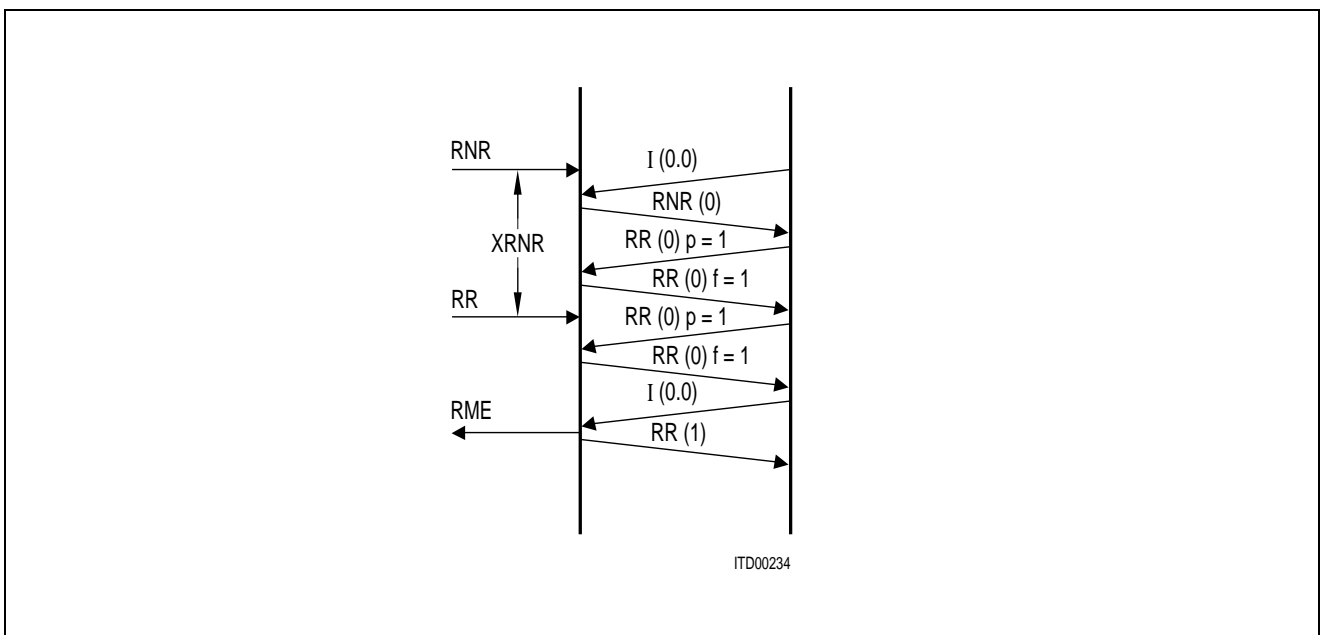 RNR
I (0.0)
RNR (0)
XRNR
RR (0) p = 1
RR (0) f = 1
RR
RR (0) p = 1
RR (0) f = 1
I (0.0)
RME
RR (1)
ITD00234